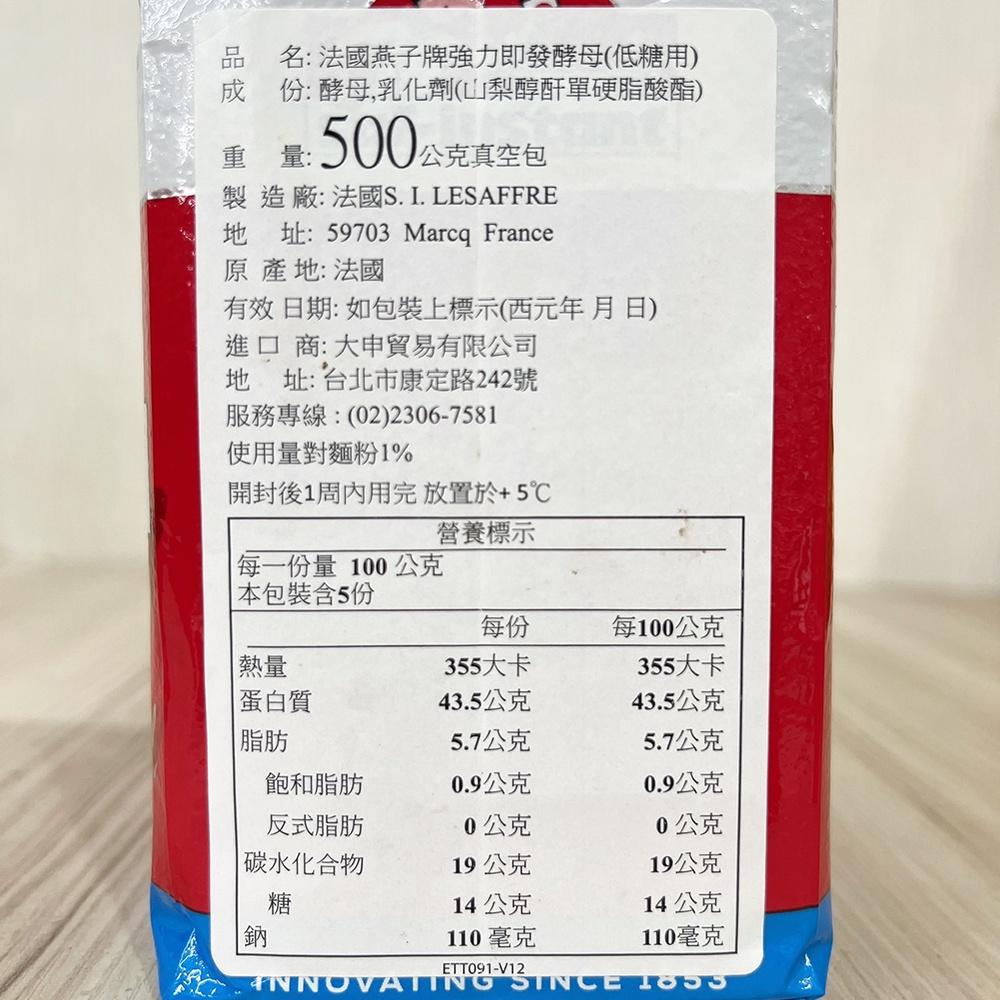 品 名: 法國燕子牌強力即發酵母(低糖用)
成 份: 酵母,乳化劑(山梨醇酐單硬脂酸酯)
重 量: 500公克真空包
製 造 廠: 法國S. I. LESAFFRE
地 址: 59703 Marcq France
原 產 地: 法國
有效 日期: 如包裝上標示(西元年 月 日)
進 口 商: 大申貿易有限公司
地 址: 台北市康定路242號
服務專線 : (02)2306-7581
使用量對麵粉1%
開封後1周內用完 放置於+ 5℃
營養標示
每一份量 100 公克
本包裝含5份
每份 每100公克
熱量 355大卡 355大卡
蛋白質 43.5公克 43.5公克
脂肪 5.7公克 5.7公克
飽和脂肪 0.9公克 0.9公克
反式脂肪 0 公克 0 公克
碳水化合物 19 公克 19公克
糖 14 公克 14 公克
鈉 110 毫克 110毫克
ETT091-V12
INNOVATING SINCE 1853